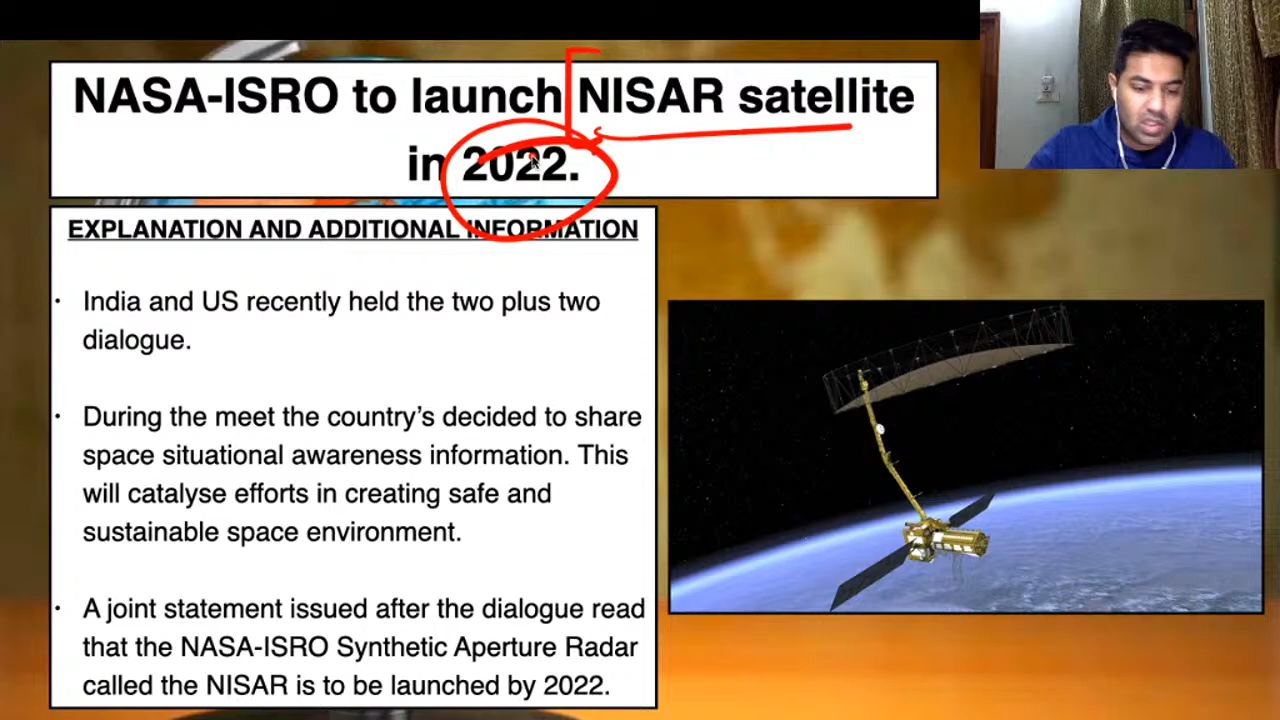 NASA-ISRO to launch NISAR satellite
in 2022.
EXPLANATION AND ADDITIONAL INFORMATION
• India and US recently held the two plus two
dialogue.
• During the meet the country’s decided to share
space situational awareness information. This
will catalyse efforts in creating safe and
sustainable space environment.
• A joint statement issued after the dialogue read
that the NASA-ISRO Synthetic Aperture Radar
called the NISAR is to be launched by 2022.